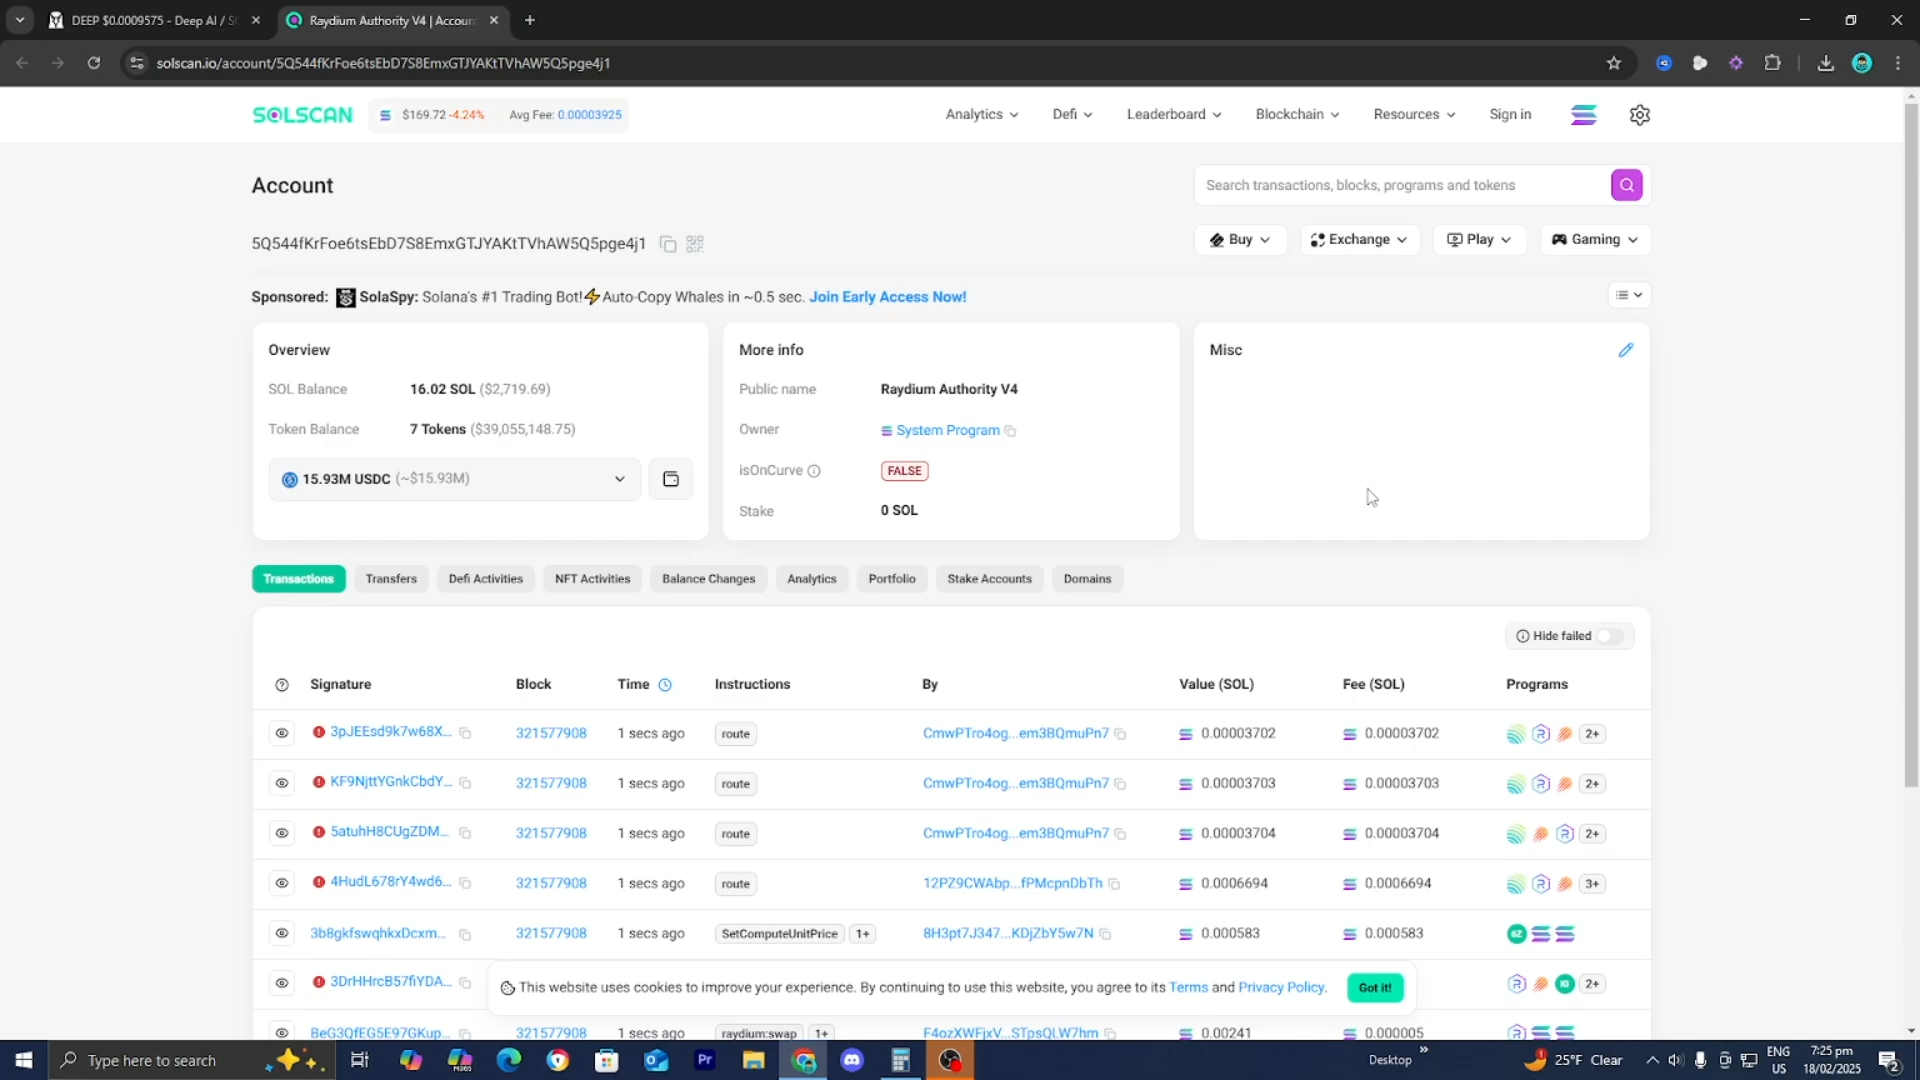 DEEP $0.0009575 - Deep AI / S
Raydium Authority V4 | Accoun
solscan.io/account/5Q544fKrFoe6tsEbD7S8EmxGTJYAKtTVhAW5Q5pge4j1
SOLSCAN
$169.72 -4.24%
Avg Fee: 0.00003925
Analytics
Defi
Leaderboard
Blockchain
Resources
Sign in
Account
Search transactions, blocks, programs and tokens
5Q544fKrFoe6tsEbD7S8EmxGTJYAKtTVhAW5Q5pge4j1
Buy
Exchange
Play
Gaming
Sponsored: SolaSpy: Solana's #1 Trading Bot!⚡Auto-Copy Whales in ~0.5 sec. Join Early Access Now!
Overview
SOL Balance 16.02 SOL ($2,719.69)
Token Balance 7 Tokens ($39,055,148.75)
15.93M USDC (~$15.93M)
More info
Public name Raydium Authority V4
Owner System Program
isOnCurve FALSE
Stake 0 SOL
Misc
Transactions
Transfers
Defi Activities
NFT Activities
Balance Changes
Analytics
Portfolio
Stake Accounts
Domains
Hide failed
Signature Block Time Instructions By Value (SOL) Fee (SOL) Programs
3pJEEsd9k7w68X... 321577908 1 secs ago route CmwPTro4og...em3BQmuPn7 0.00003702 0.00003702 2+
KF9NjttYGnkCbdY... 321577908 1 secs ago route CmwPTro4og...em3BQmuPn7 0.00003703 0.00003703 2+
5atuhH8CUgZDM... 321577908 1 secs ago route CmwPTro4og...em3BQmuPn7 0.00003704 0.00003704 2+
4HudL678rY4wd6... 321577908 1 secs ago route 12PZ9CWAbp...fPMcpnDbTh 0.0006694 0.0006694 3+
3b8gkfswqhkxDcxm... 321577908 1 secs ago SetComputeUnitPrice 1+ 8H3pt7J347...KDjZbY5w7N 0.000583 0.000583
3DrHHrcB57fiYDA... 2+
This website uses cookies to improve your experience. By continuing to use this website, you agree to its Terms and Privacy Policy. Got it!
BeG3QfEG5E97GKup... 321577908 1 secs ago raydium:swap 1+ F4ozXWFjxV...STpsQLW7hm 0.00241 0.000005
Type here to search
Desktop
25°F Clear
ENG
US
7:25 pm
18/02/2025
2